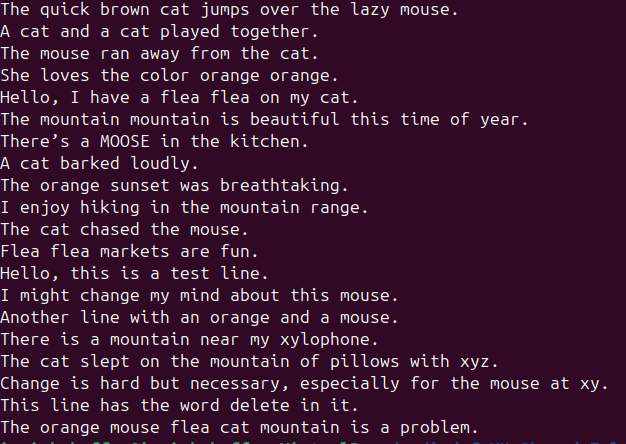 The quick brown cat jumps over the lazy mouse.
A cat and a cat played together.
The mouse ran away from the cat.
She loves the color orange orange.
Hello, I have a flea flea on my cat.
The mountain mountain is beautiful this time of year.
There’s a MOOSE in the kitchen.
A cat barked loudly.
The orange sunset was breathtaking.
I enjoy hiking in the mountain range.
The cat chased the mouse.
Flea flea markets are fun.
Hello, this is a test line.
I might change my mind about this mouse.
Another line with an orange and a mouse.
There is a mountain near my xylophone.
The cat slept on the mountain of pillows with xyz.
Change is hard but necessary, especially for the mouse at xy.
This line has the word delete in it.
The orange mouse flea cat mountain is a problem.